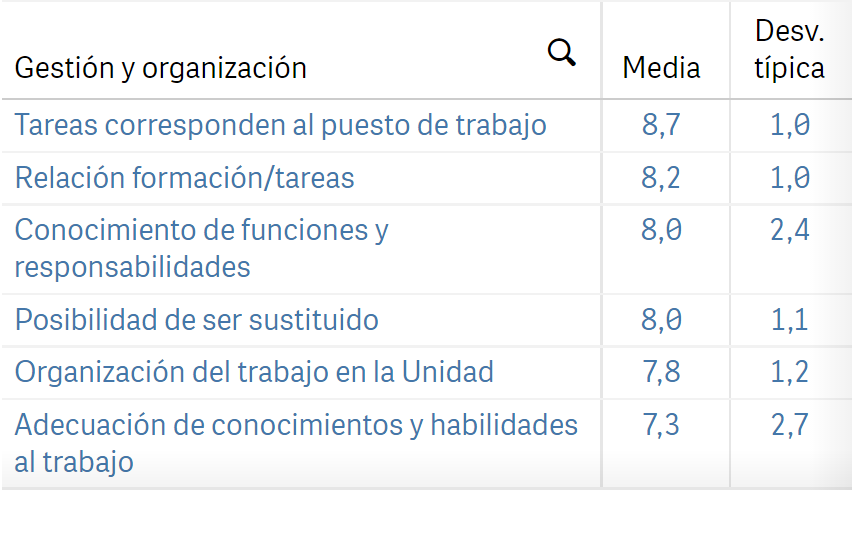 Gestión y organización Media Desv. típica
Tareas corresponden al puesto de trabajo 8,7 1,0
Relación formación/tareas 8,2 1,0
Conocimiento de funciones y 8,0 2,4
responsabilidades
Posibilidad de ser sustituido 8,0 1,1
Organización del trabajo en la Unidad 7,8 1,2
Adecuación de conocimientos y habilidades 7,3 2,7
al trabajo